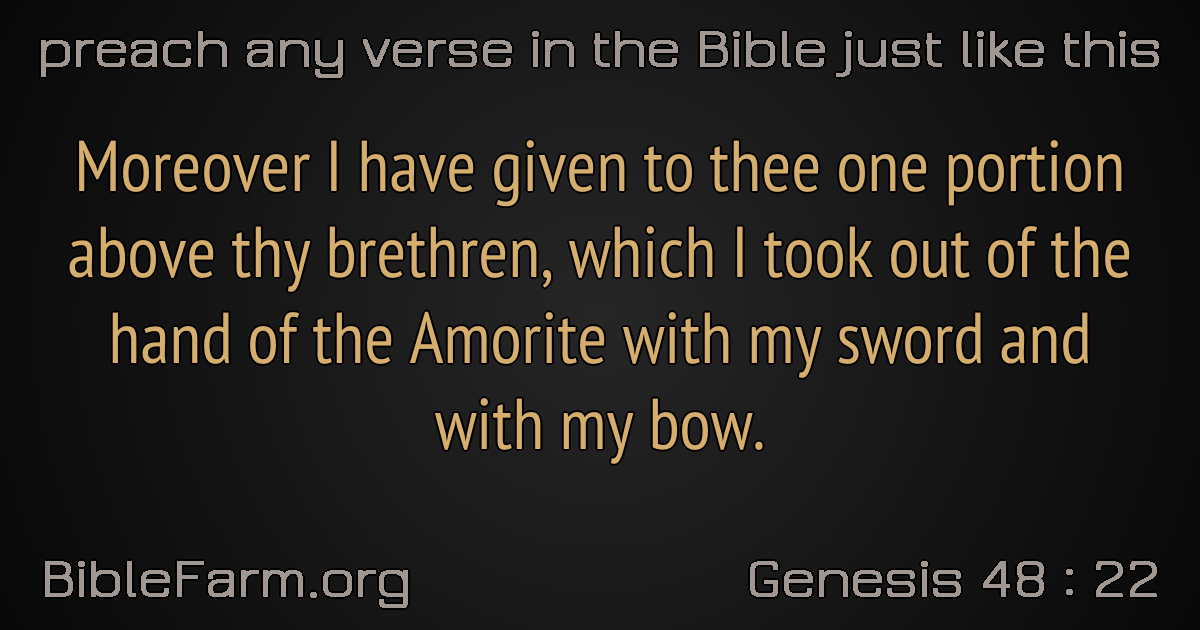 preach any verse in the Bible just like this
Moreover I have given to thee one portion
above thy brethren, which I took out of the
hand of the Amorite with my sword and
with my bow.
BibleFarm.org
Genesis 48 : 22